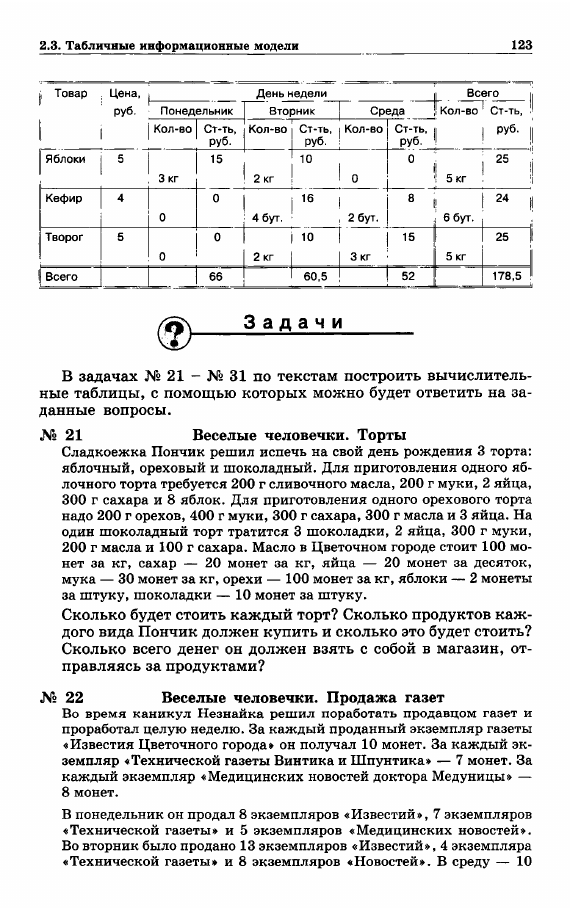 2.3. Табличные информационные модели 123
Товар Цена, День недели Всего
руб. Понедельник Вторник Среда Кол-во Ст-ть,
Кол-во Ст-ть, Кол-во Ст-ть, Кол-во Ст-ть, руб.
руб. руб. руб.
Яблоки 5 15 10 0 25
3 кг 2 кг 0 5 кг
Кефир 4 0 16 8 24
0 4 бут. 2 бут. 6 бут.
Творог 5 0 10 15 25
0 2 кг 3 кг 5 кг
Всего 66 60,5 52 178,5
? Задачи
В задачах № 21 – № 31 по текстам построить вычислитель-
ные таблицы, с помощью которых можно будет ответить на за-
данные вопросы.
№ 21 Веселые человечки. Торты
Сладкоежка Пончик решил испечь на свой день рождения 3 торта:
яблочный, ореховый и шоколадный. Для приготовления одного яб-
лочного торта требуется 200 г сливочного масла, 200 г муки, 2 яйца,
300 г сахара и 8 яблок. Для приготовления одного орехового торта
надо 200 г орехов, 400 г муки, 300 г сахара, 300 г масла и 3 яйца. На
один шоколадный торт тратится 3 шоколадки, 2 яйца, 300 г муки,
200 г масла и 100 г сахара. Масло в Цветочном городе стоит 100 мо-
нет за кг, сахар — 20 монет за кг, яйца — 20 монет за десяток,
мука — 30 монет за кг, орехи — 100 монет за кг, яблоки — 2 монеты
за штуку, шоколадки — 10 монет за штуку.
Сколько будет стоить каждый торт? Сколько продуктов каж-
дого вида Пончик должен купить и сколько это будет стоить?
Сколько всего денег он должен взять с собой в магазин, от-
правляясь за продуктами?
№ 22 Веселые человечки. Продажа газет
Во время каникул Незнайка решил поработать продавцом газет и
проработал целую неделю. За каждый проданный экземпляр газеты
«Известия Цветочного города» он получал 10 монет. За каждый эк-
земпляр «Технической газеты Винтика и Шпунтика» — 7 монет. За
каждый экземпляр «Медицинских новостей доктора Медуницы» —
8 монет.
В понедельник он продал 8 экземпляров «Известий», 7 экземпляров
«Технической газеты» и 5 экземпляров «Медицинских новостей».
Во вторник было продано 13 экземпляров «Известий», 4 экземпляра
«Технической газеты» и 8 экземпляров «Новостей». В среду — 10